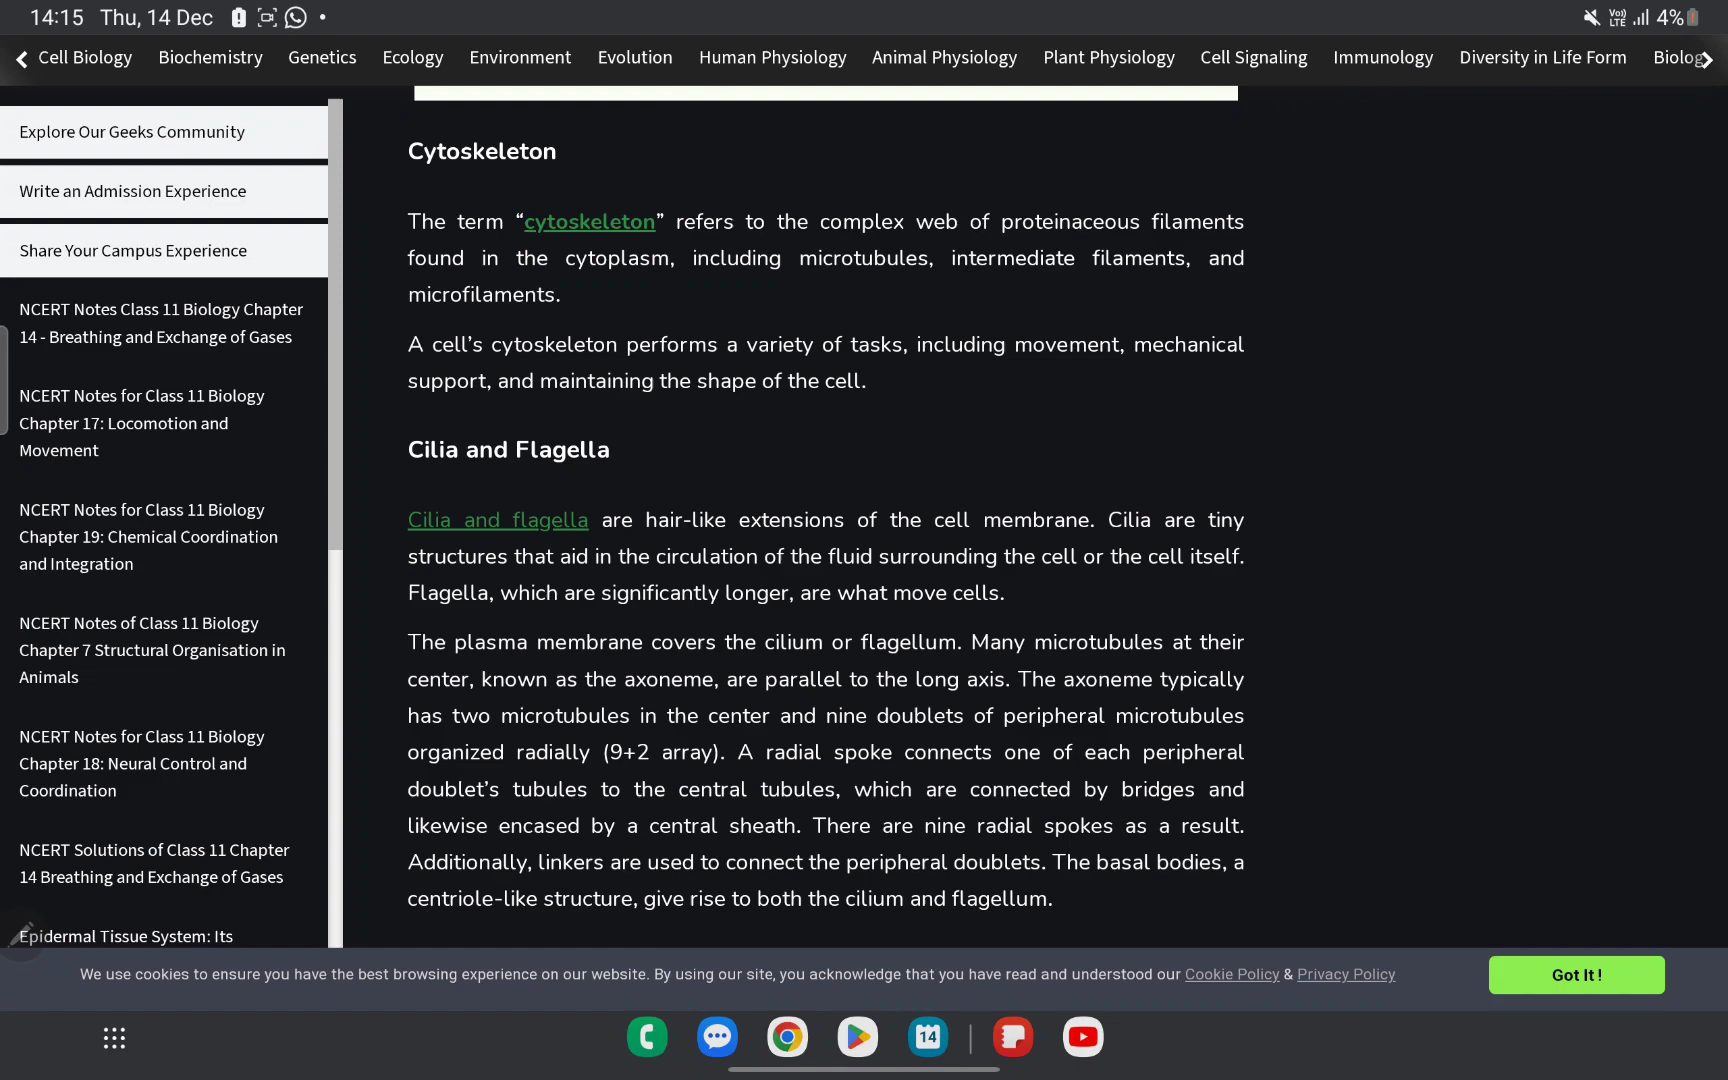 14:15 Thu, 14 Dec
Vo)) LTE 4%
Cell Biology Biochemistry Genetics Ecology Environment Evolution Human Physiology Animal Physiology Plant Physiology Cell Signaling Immunology Diversity in Life Form Biolog
Explore Our Geeks Community
Write an Admission Experience
Share Your Campus Experience
NCERT Notes Class 11 Biology Chapter
14 - Breathing and Exchange of Gases
NCERT Notes for Class 11 Biology
Chapter 17: Locomotion and
Movement
NCERT Notes for Class 11 Biology
Chapter 19: Chemical Coordination
and Integration
NCERT Notes of Class 11 Biology
Chapter 7 Structural Organisation in
Animals
NCERT Notes for Class 11 Biology
Chapter 18: Neural Control and
Coordination
NCERT Solutions of Class 11 Chapter
14 Breathing and Exchange of Gases
Epidermal Tissue System: Its
Cytoskeleton
The term “cytoskeleton” refers to the complex web of proteinaceous filaments
found in the cytoplasm, including microtubules, intermediate filaments, and
microfilaments.
A cell’s cytoskeleton performs a variety of tasks, including movement, mechanical
support, and maintaining the shape of the cell.
Cilia and Flagella
Cilia and flagella are hair-like extensions of the cell membrane. Cilia are tiny
structures that aid in the circulation of the fluid surrounding the cell or the cell itself.
Flagella, which are significantly longer, are what move cells.
The plasma membrane covers the cilium or flagellum. Many microtubules at their
center, known as the axoneme, are parallel to the long axis. The axoneme typically
has two microtubules in the center and nine doublets of peripheral microtubules
organized radially (9+2 array). A radial spoke connects one of each peripheral
doublet’s tubules to the central tubules, which are connected by bridges and
likewise encased by a central sheath. There are nine radial spokes as a result.
Additionally, linkers are used to connect the peripheral doublets. The basal bodies, a
centriole-like structure, give rise to both the cilium and flagellum.
We use cookies to ensure you have the best browsing experience on our website. By using our site, you acknowledge that you have read and understood our Cookie Policy & Privacy Policy
Got It !
14